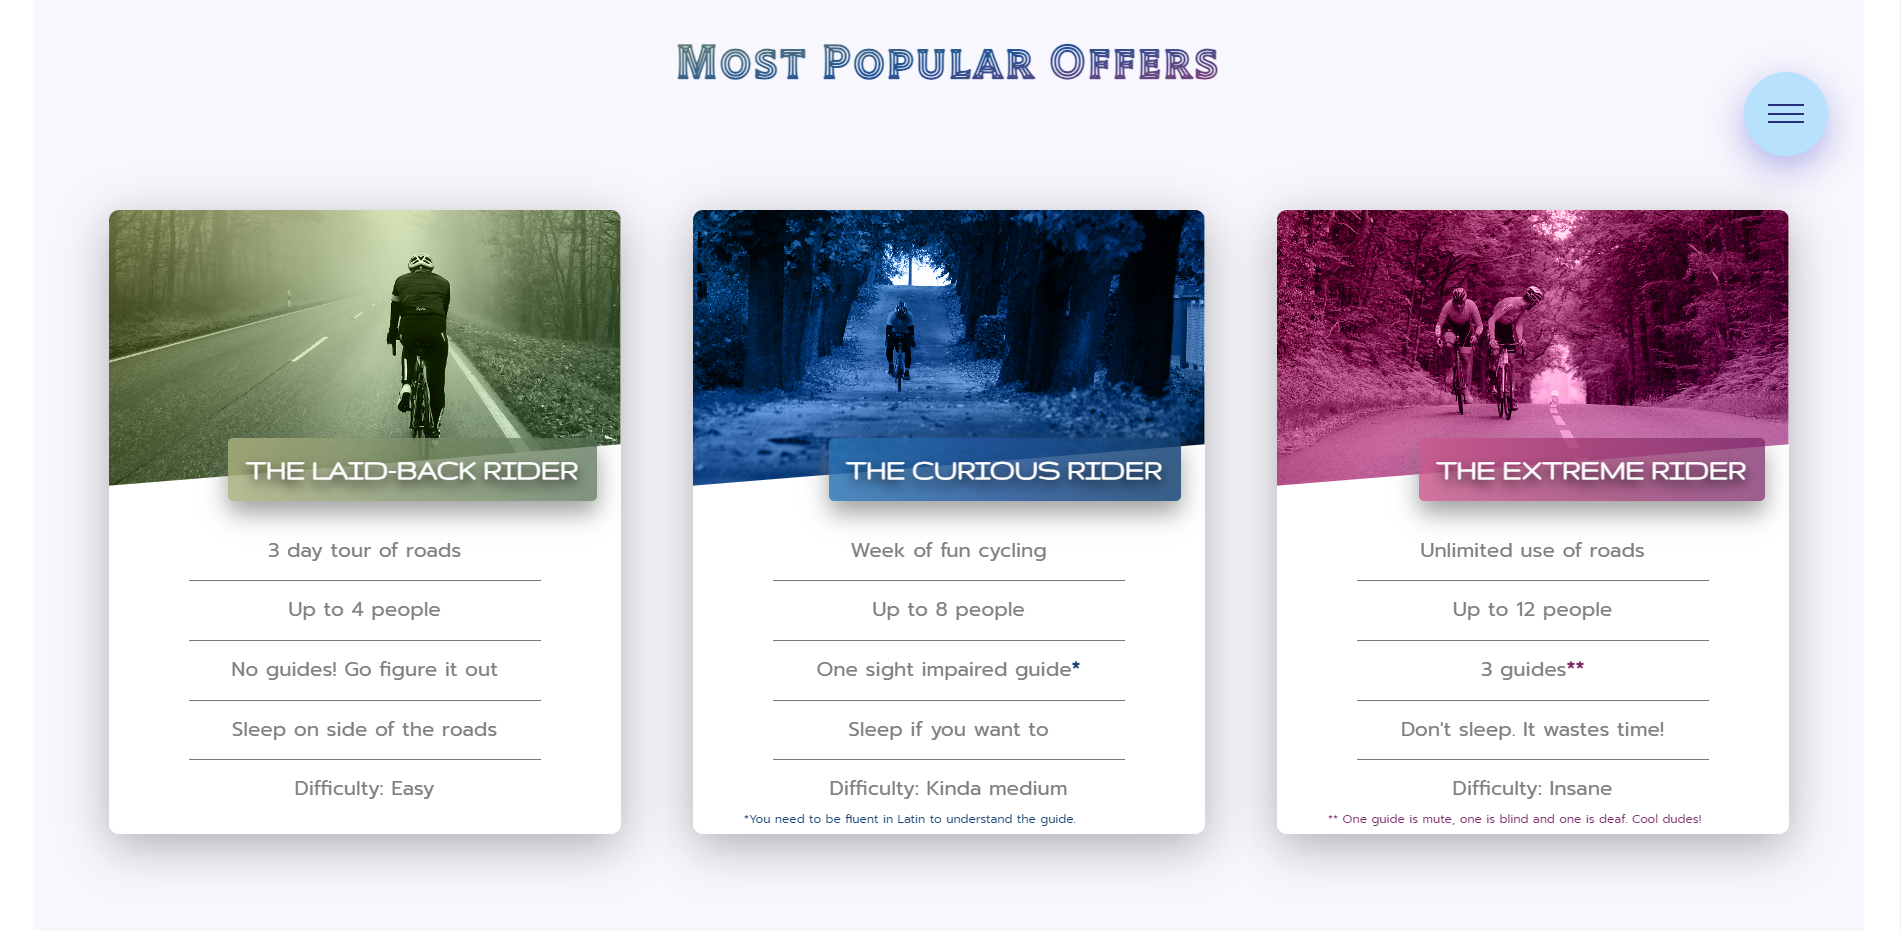 Most Popular Offers
THE LAID-BACK RIDER
3 day tour of roads
Up to 4 people
No guides! Go figure it out
Sleep on side of the roads
Difficulty: Easy
THE CURIOUS RIDER
Week of fun cycling
Up to 8 people
One sight impaired guide*
Sleep if you want to
Difficulty: Kinda medium
*You need to be fluent in Latin to understand the guide.
THE EXTREME RIDER
Unlimited use of roads
Up to 12 people
3 guides**
Don't sleep. It wastes time!
Difficulty: Insane
** One guide is mute, one is blind and one is deaf. Cool dudes!